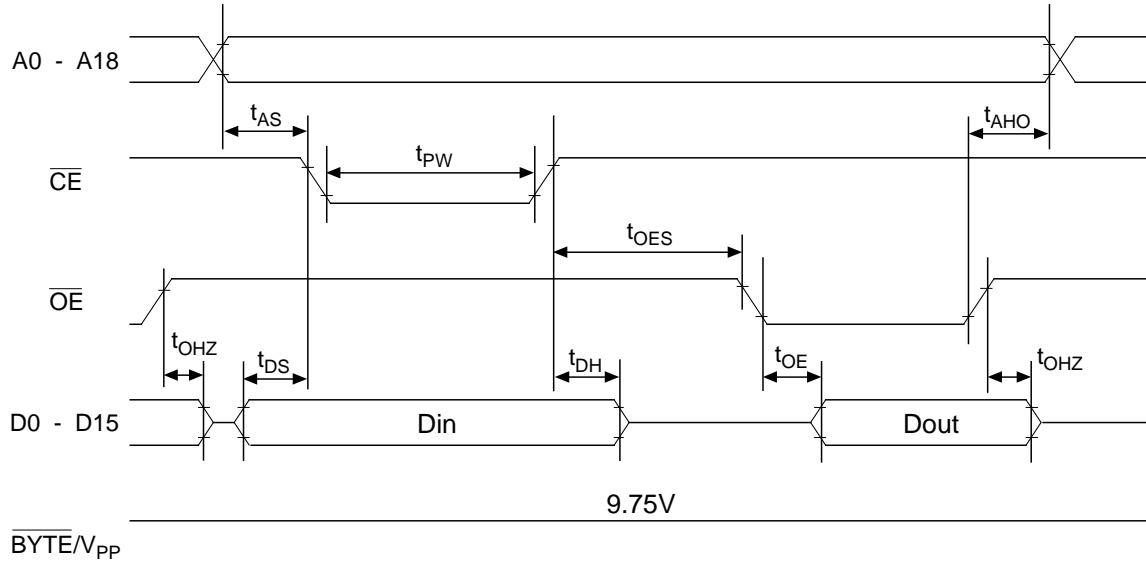 A0 - A18
tAS
tAHO
tPW
CE
tOES
OE
tOHZ
tDS
tDH
tOE
tOHZ
D0 - D15
Din
Dout
9.75V
BYTE/VPP